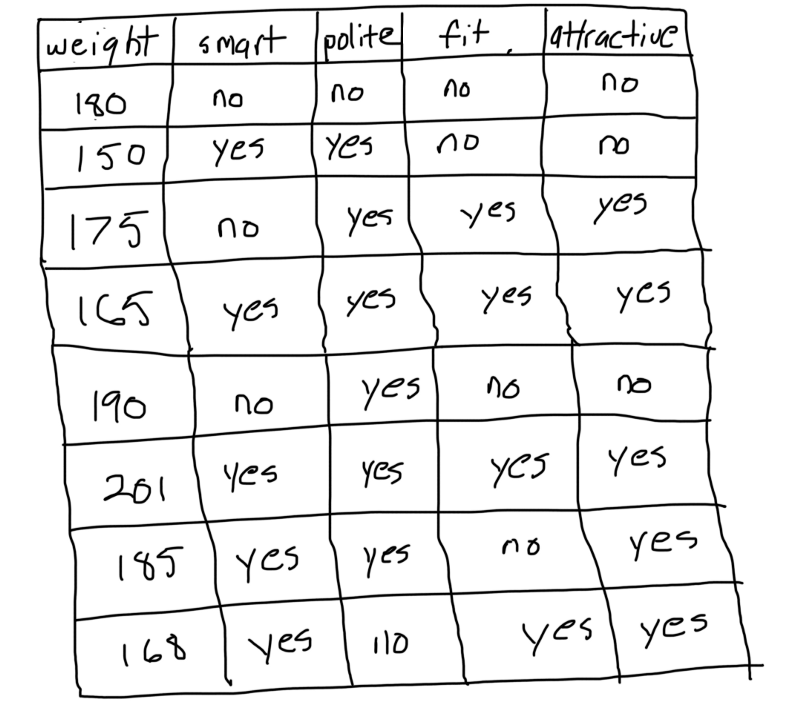 weight smart polite fit. attractive
180 no no no no
150 yes yes no no
175 no yes yes yes
165 yes yes yes yes
190 no yes no no
201 yes yes yes yes
185 yes yes no yes
168 yes no yes yes